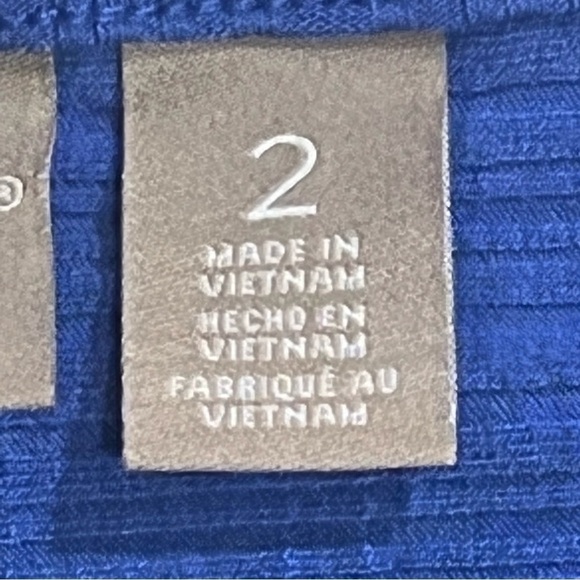 ®
2
MADE IN
VIETNAM
HECHO EN
VIETNAM
FABRIQUÉ AU
VIETNAM